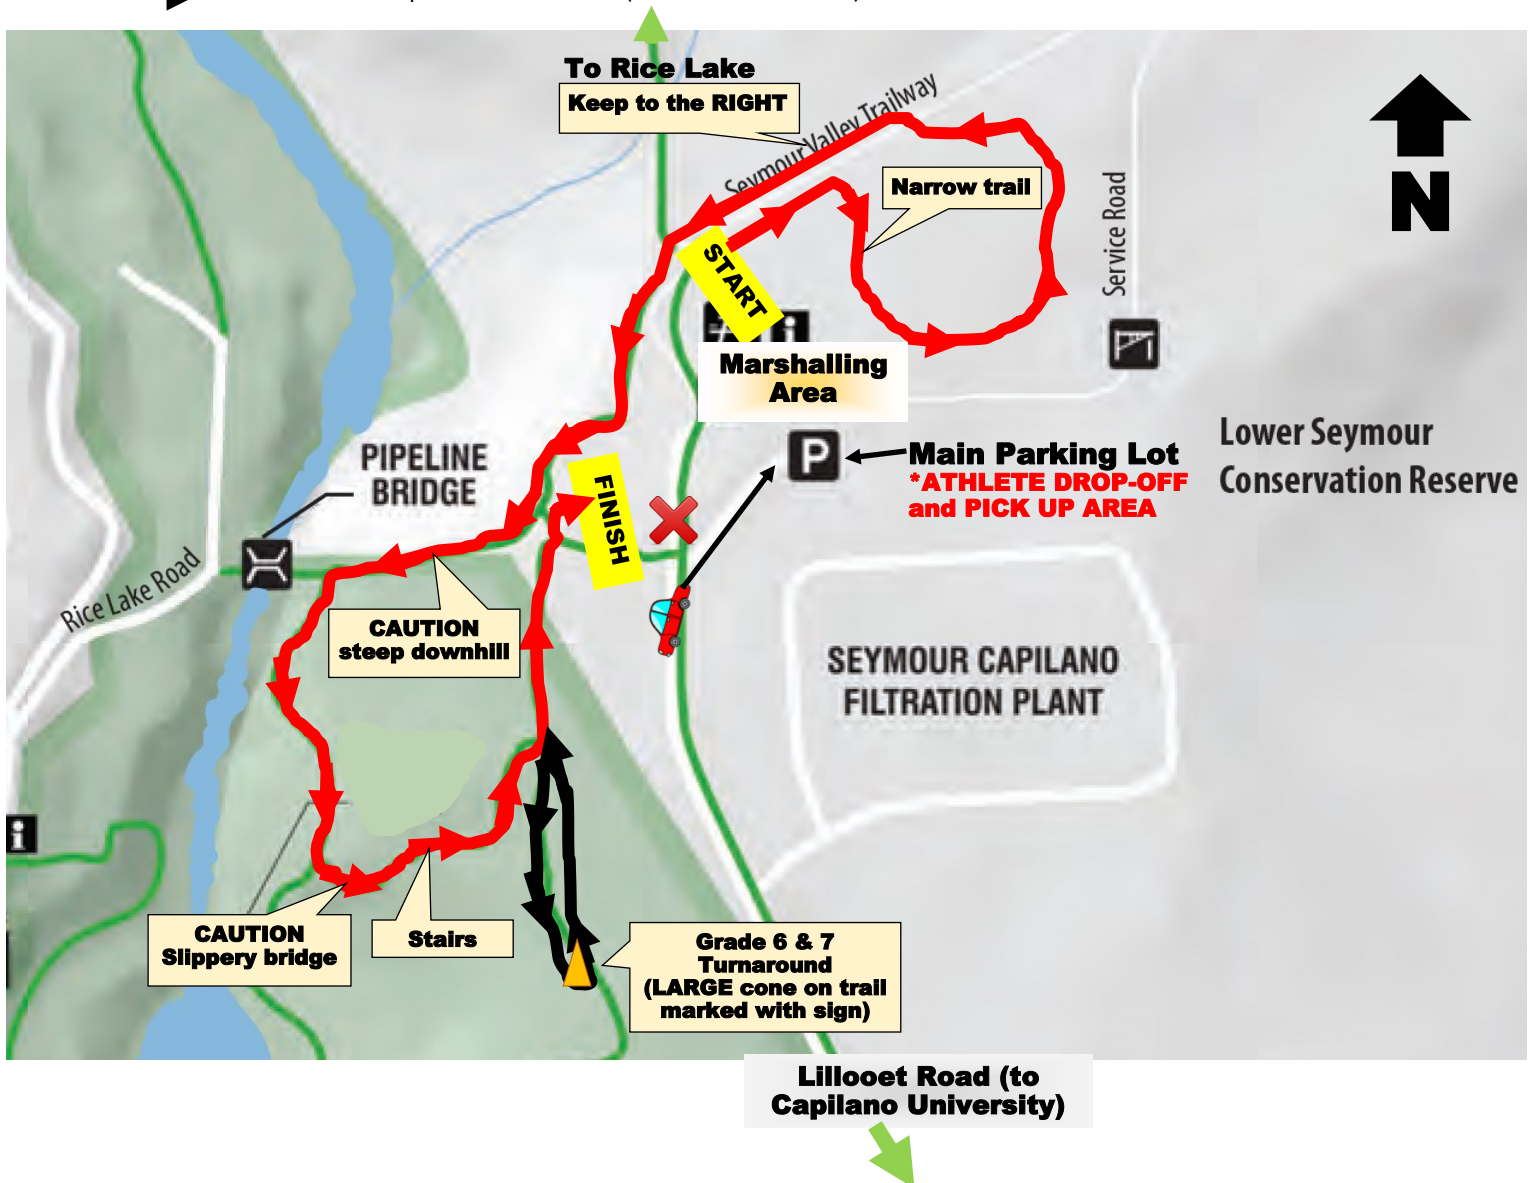 To Rice Lake
Keep to the RIGHT
Seymour Valley Trailway
Narrow trail
N
Service Road
START
i
Marshalling
Area
PIPELINE
BRIDGE
P
Main Parking Lot
*ATHLETE DROP-OFF
and PICK UP AREA
Lower Seymour
Conservation Reserve
FINISH
Rice Lake Road
CAUTION
steep downhill
SEYMOUR CAPILANO
FILTRATION PLANT
i
CAUTION
Slippery bridge
Stairs
Grade 6 & 7
Turnaround
(LARGE cone on trail
marked with sign)
Lillooet Road (to
Capilano University)